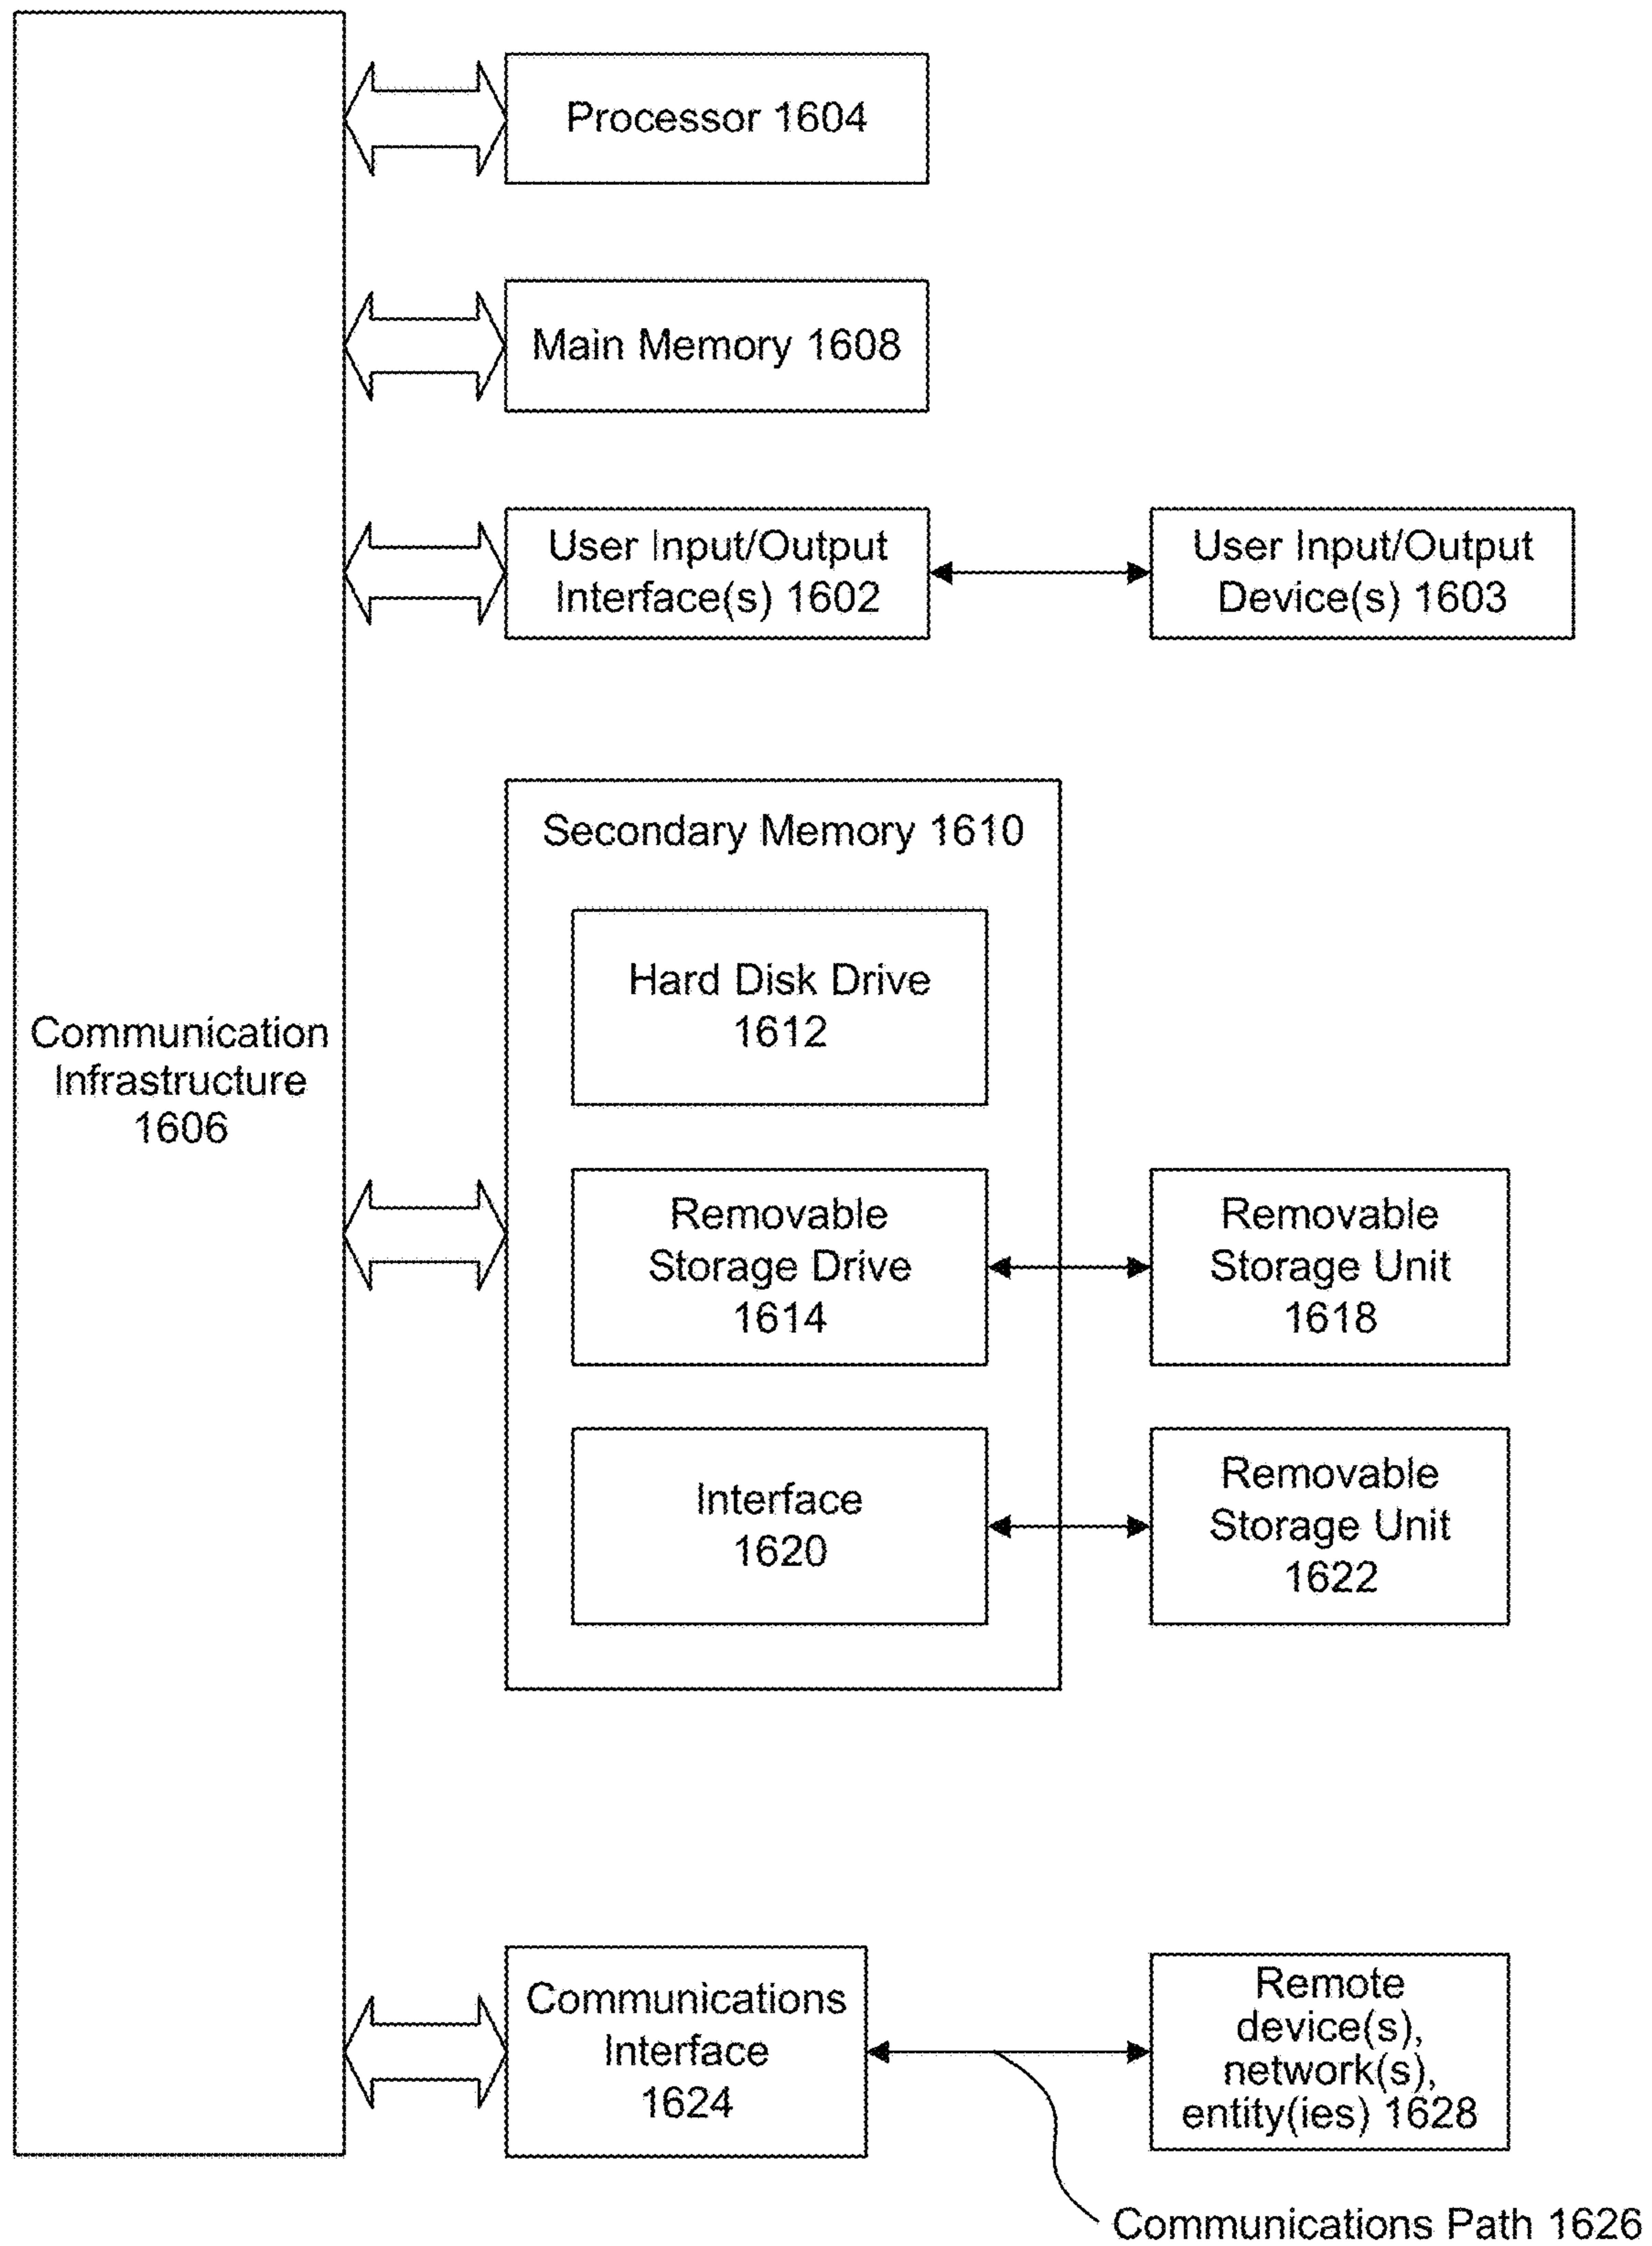 Processor 1604
Main Memory 1608
User Input/Output
Interface(s) 1602
User Input/Output
Device(s) 1603
Secondary Memory 1610
Hard Disk Drive
1612
Communication
Infrastructure
1606
Removable
Storage Drive
1614
Removable
Storage Unit
1618
Interface
1620
Removable
Storage Unit
1622
Communications
Interface
1624
Remote
device(s),
network(s),
entity(ies) 1628
Communications Path 1626